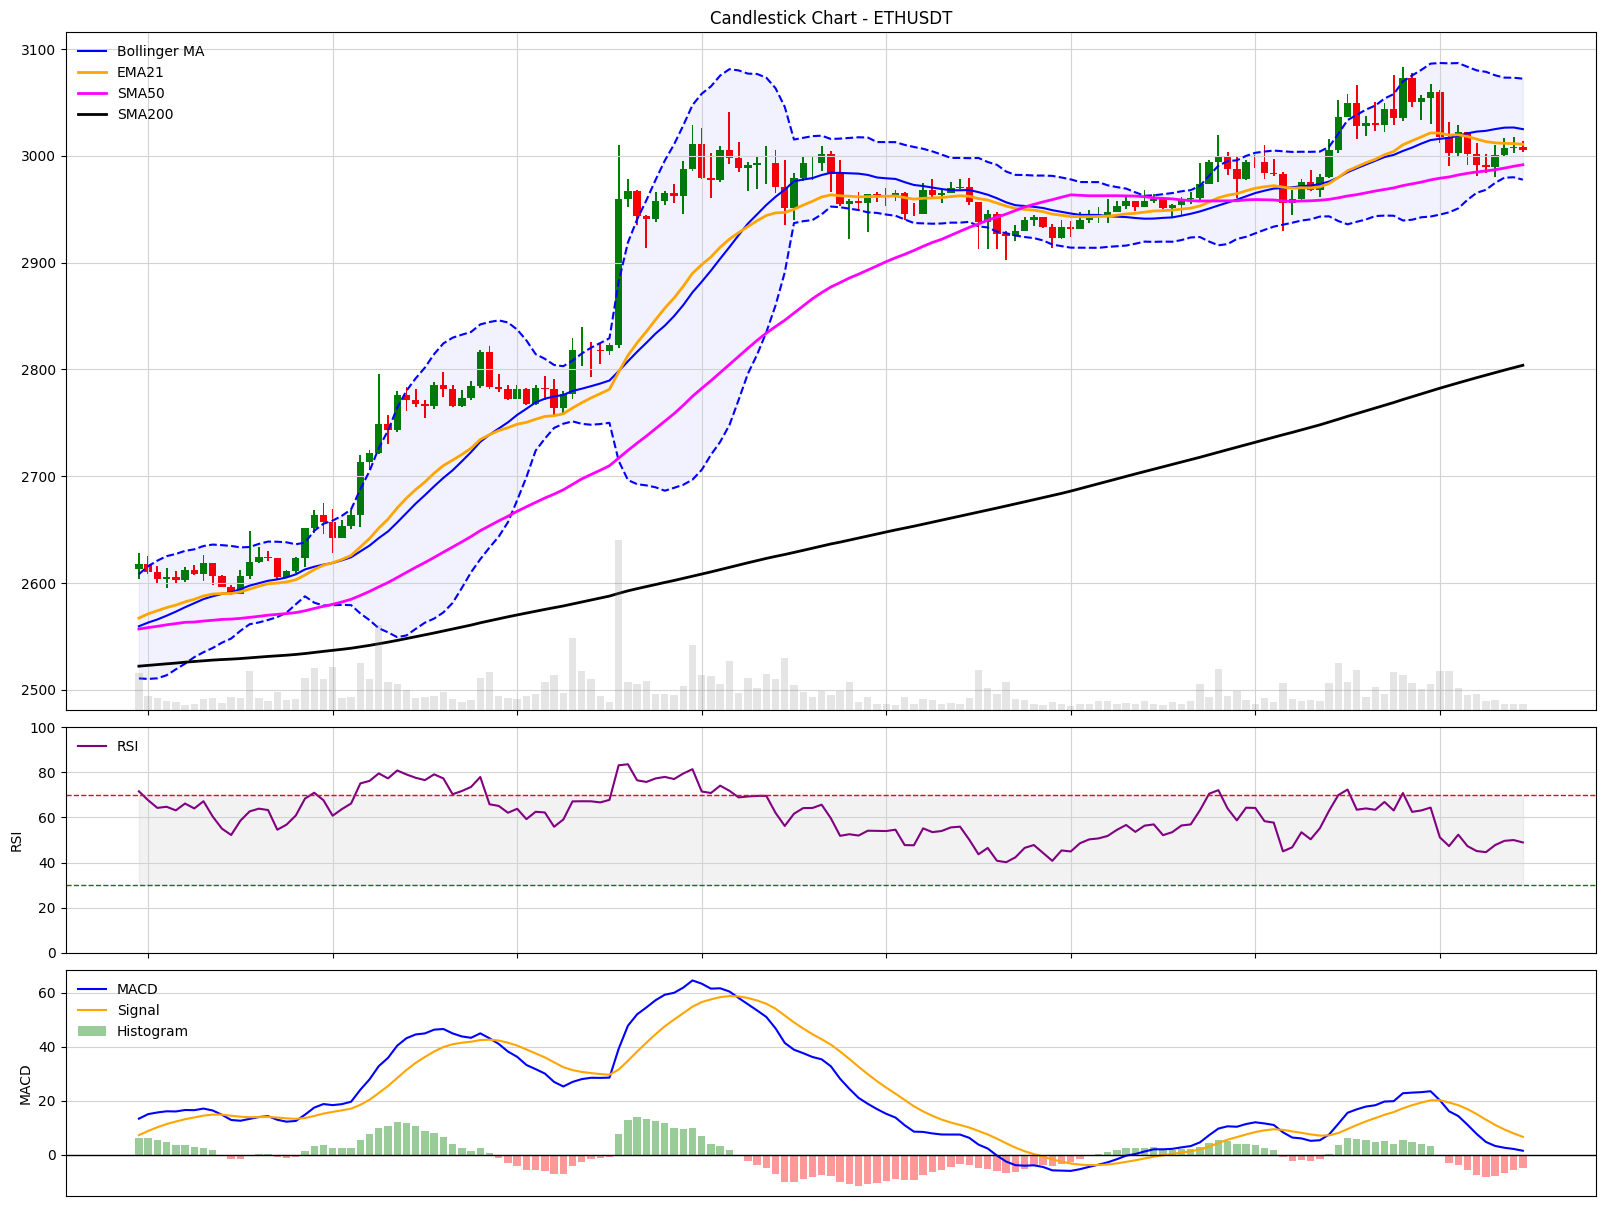 Candlestick Chart - ETHUSDT
3100
3000
2900
2800
2700
2600
2500
Bollinger MA
EMA21
SMA50
SMA200
100
80
60
40
20
0
RSI
RSI
60
40
20
0
MACD
MACD
Signal
Histogram